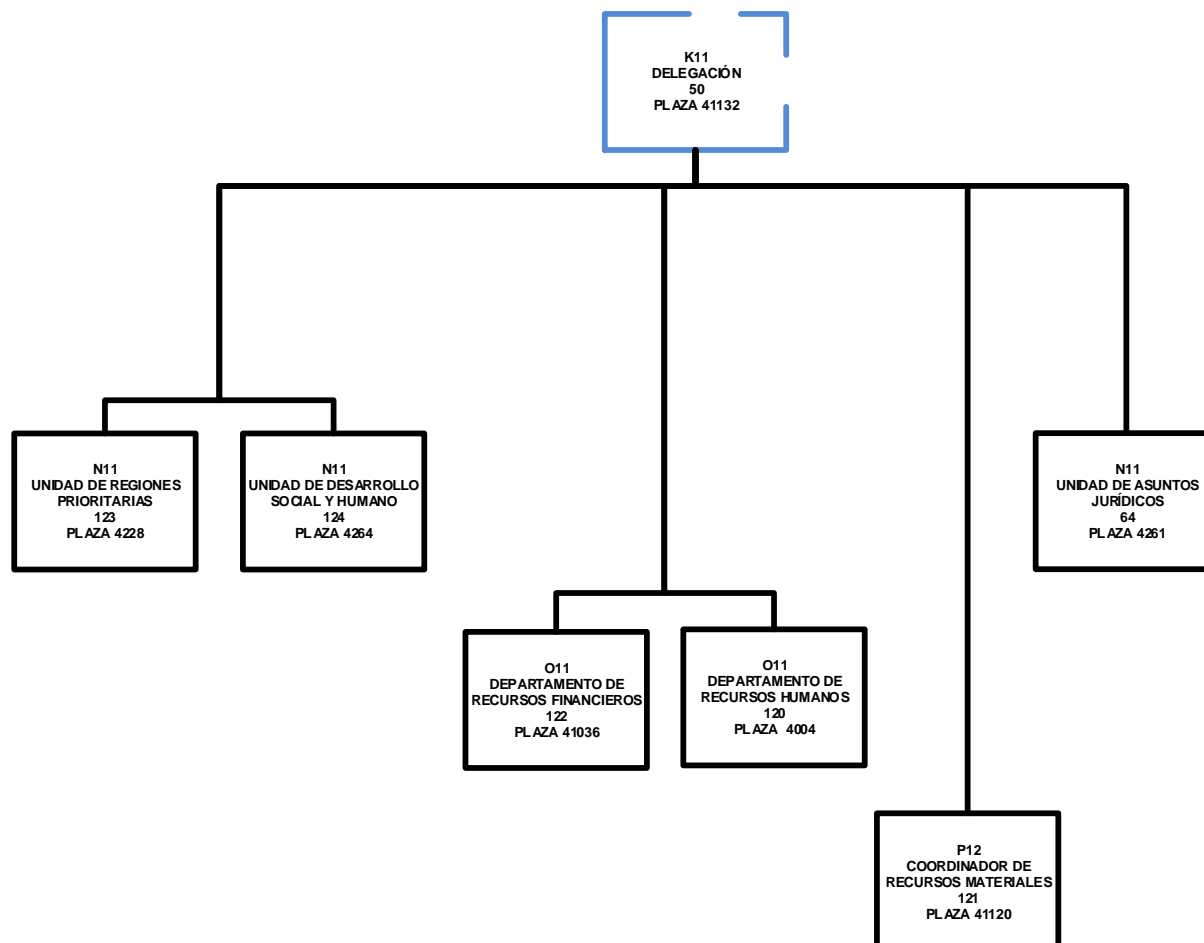 K11
DELEGACIÓN
50
PLAZA 41132
N11
UNIDAD DE REGIONES
PRIORITARIAS
123
PLAZA 4228
N11
UNIDAD DE DESARROLLO
SOCIAL Y HUMANO
124
PLAZA 4264
N11
UNIDAD DE ASUNTOS
JURÍDICOS
64
PLAZA 4261
O11
DEPARTAMENTO DE
RECURSOS FINANCIEROS
122
PLAZA 41036
O11
DEPARTAMENTO DE
RECURSOS HUMANOS
120
PLAZA 4004
P12
COORDINADOR DE
RECURSOS MATERIALES
121
PLAZA 41120